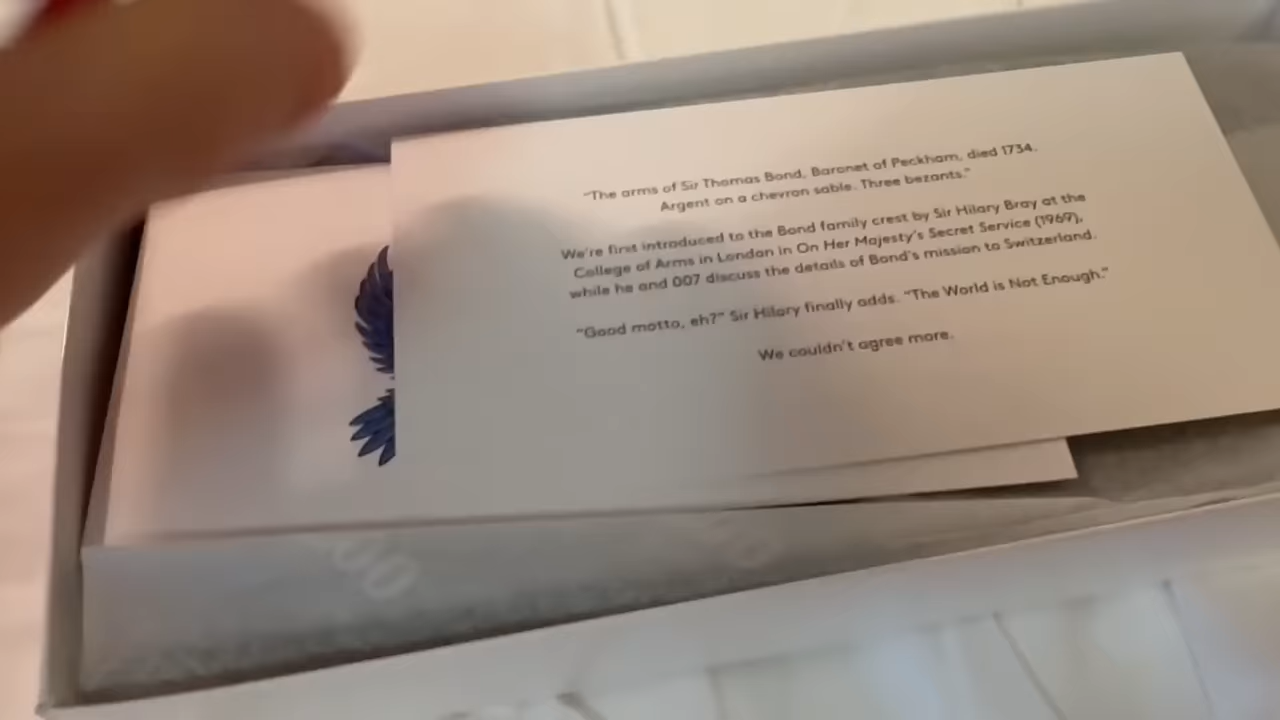 "The arms of Sir Thomas Bond, Baronet of Peckham, died 1734.
Argent on a chevron sable. Three bezants."
We're first introduced to the Bond family crest by Sir Hilary Bray at the
College of Arms in London in On Her Majesty's Secret Service (1969),
while he and 007 discuss the details of Bond's mission to Switzerland.
"Good motto, eh?" Sir Hilary finally adds. "The World is Not Enough."
We couldn't agree more.